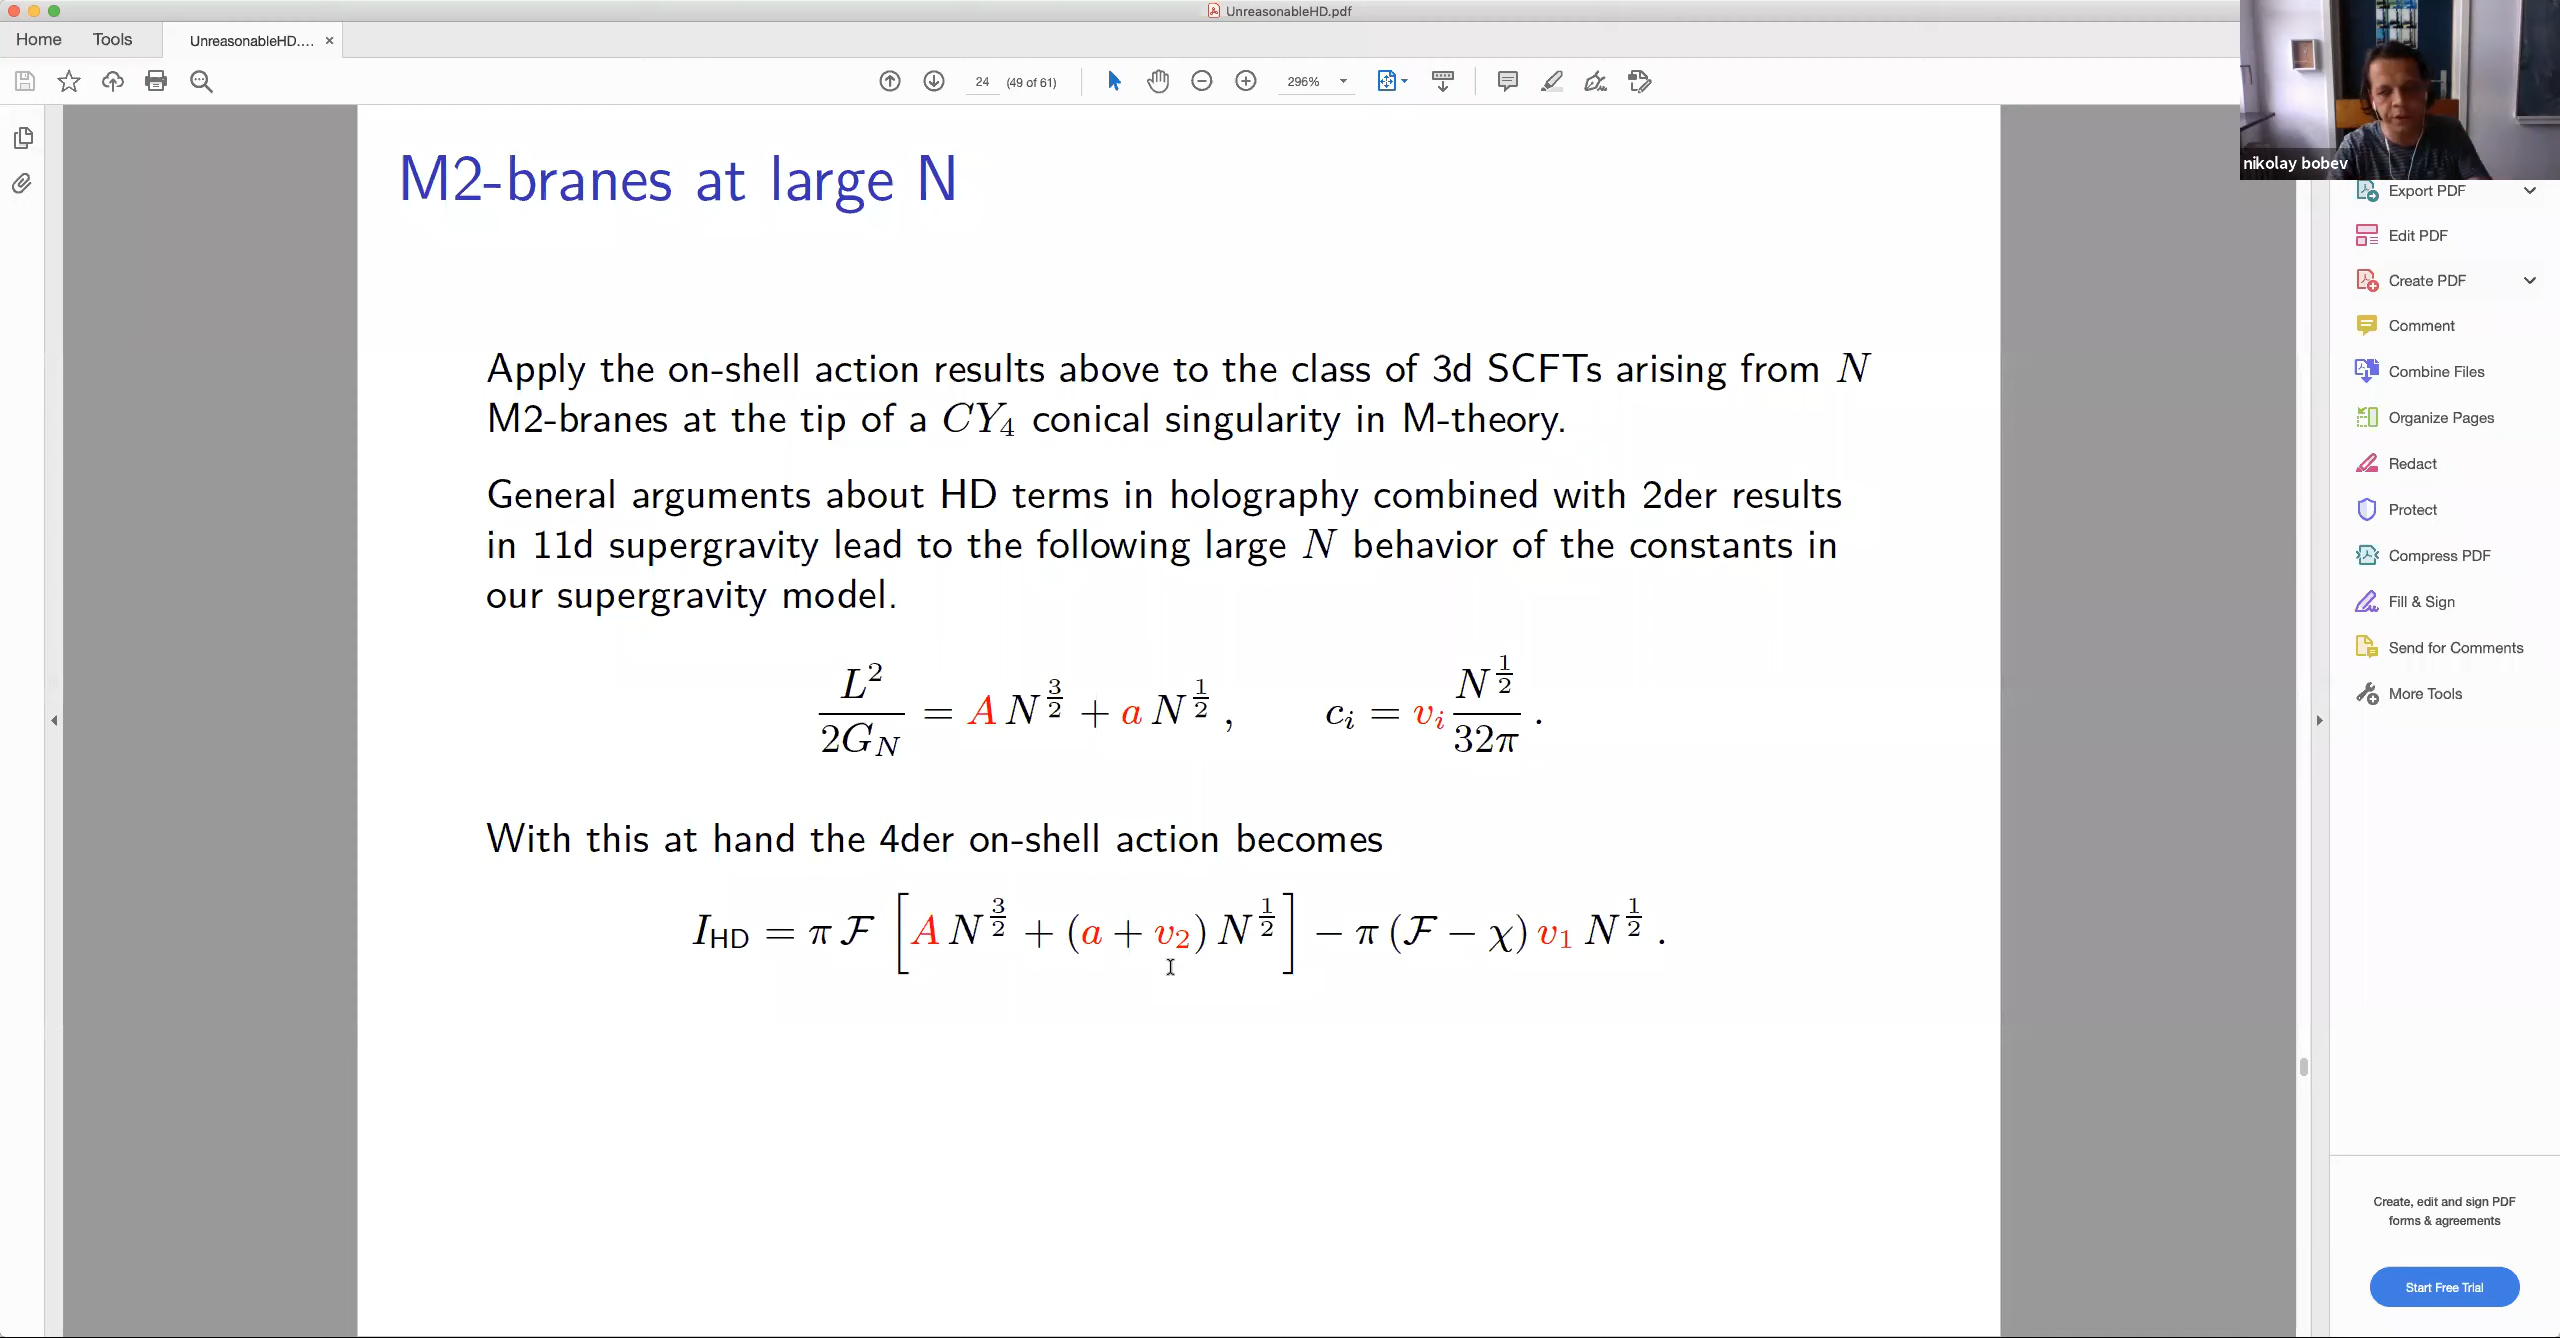 UnreasonableHD.pdf
Home Tools UnreasonableHD.... ×
24 (49 of 61) 296%
nikolay bobev
M2-branes at large N
Apply the on-shell action results above to the class of 3d SCFTs arising from N
M2-branes at the tip of a CY₄ conical singularity in M-theory.
General arguments about HD terms in holography combined with 2der results
in 11d supergravity lead to the following large N behavior of the constants in
our supergravity model.
L²/2G_N = A N^{3/2} + a N^{1/2} , c_i = v_i N^{1/2}/32π .
With this at hand the 4der on-shell action becomes
I_HD = π F [A N^{3/2} + (a + v₂) N^{1/2}] − π (F − χ) v₁ N^{1/2} .
Export PDF
Edit PDF
Create PDF
Comment
Combine Files
Organize Pages
Redact
Protect
Compress PDF
Fill & Sign
Send for Comments
More Tools
Create, edit and sign PDF
forms & agreements
Start Free Trial